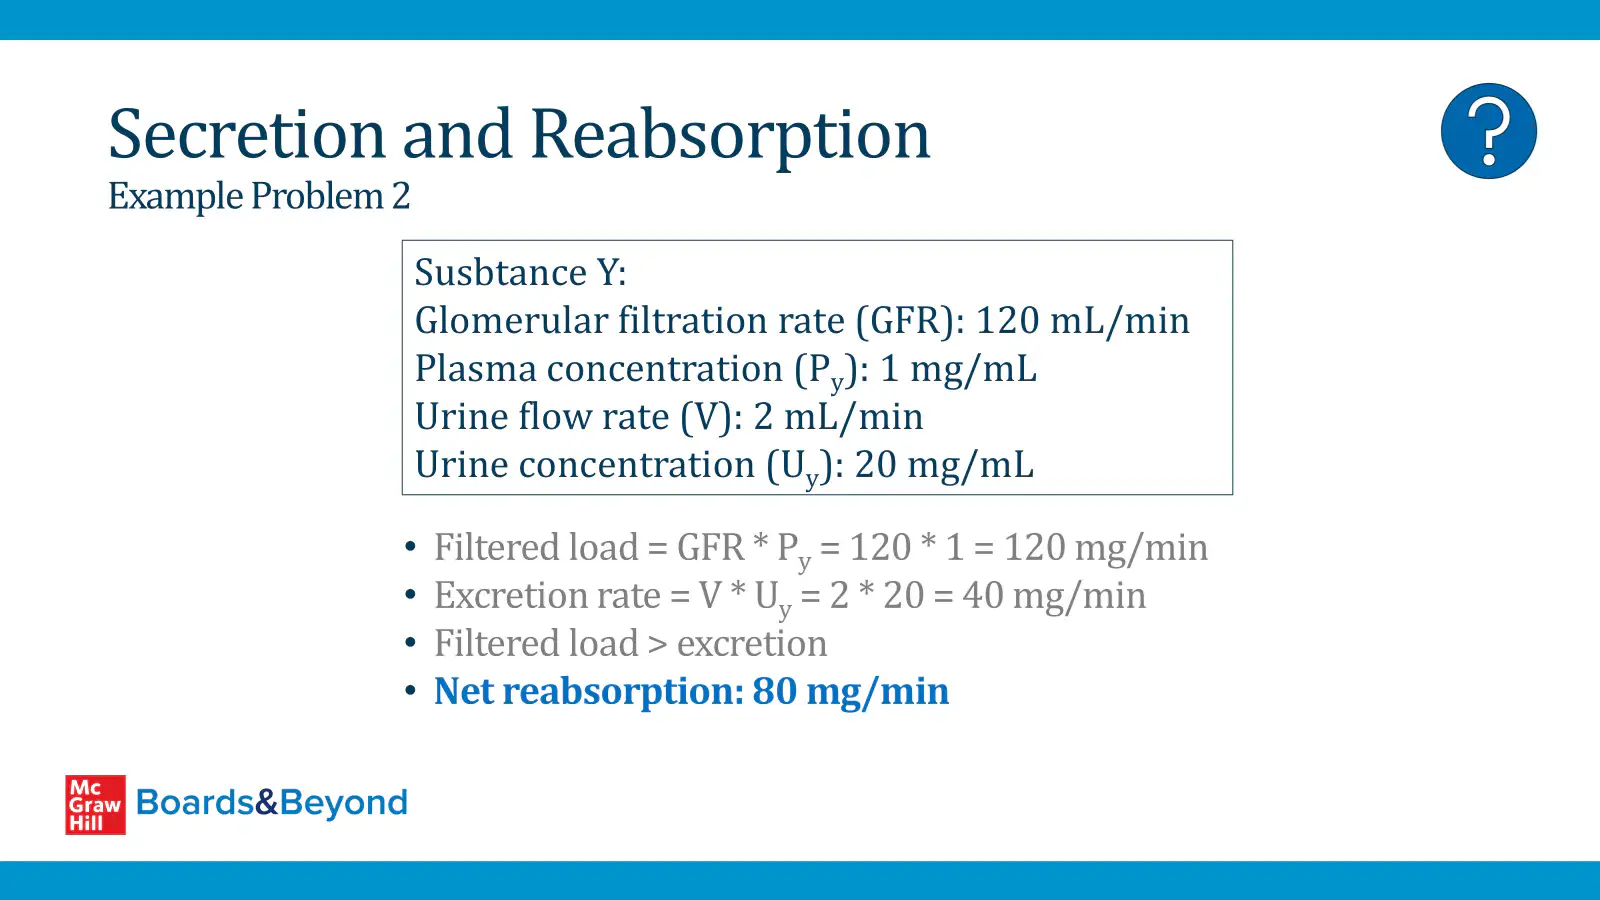 Secretion and Reabsorption
Example Problem 2
?
Susbtance Y:
Glomerular filtration rate (GFR): 120 mL/min
Plasma concentration (Py): 1 mg/mL
Urine flow rate (V): 2 mL/min
Urine concentration (Uy): 20 mg/mL
• Filtered load = GFR * Py = 120 * 1 = 120 mg/min
• Excretion rate = V * Uy = 2 * 20 = 40 mg/min
• Filtered load > excretion
• Net reabsorption: 80 mg/min
Mc
Graw
Hill
Boards&Beyond